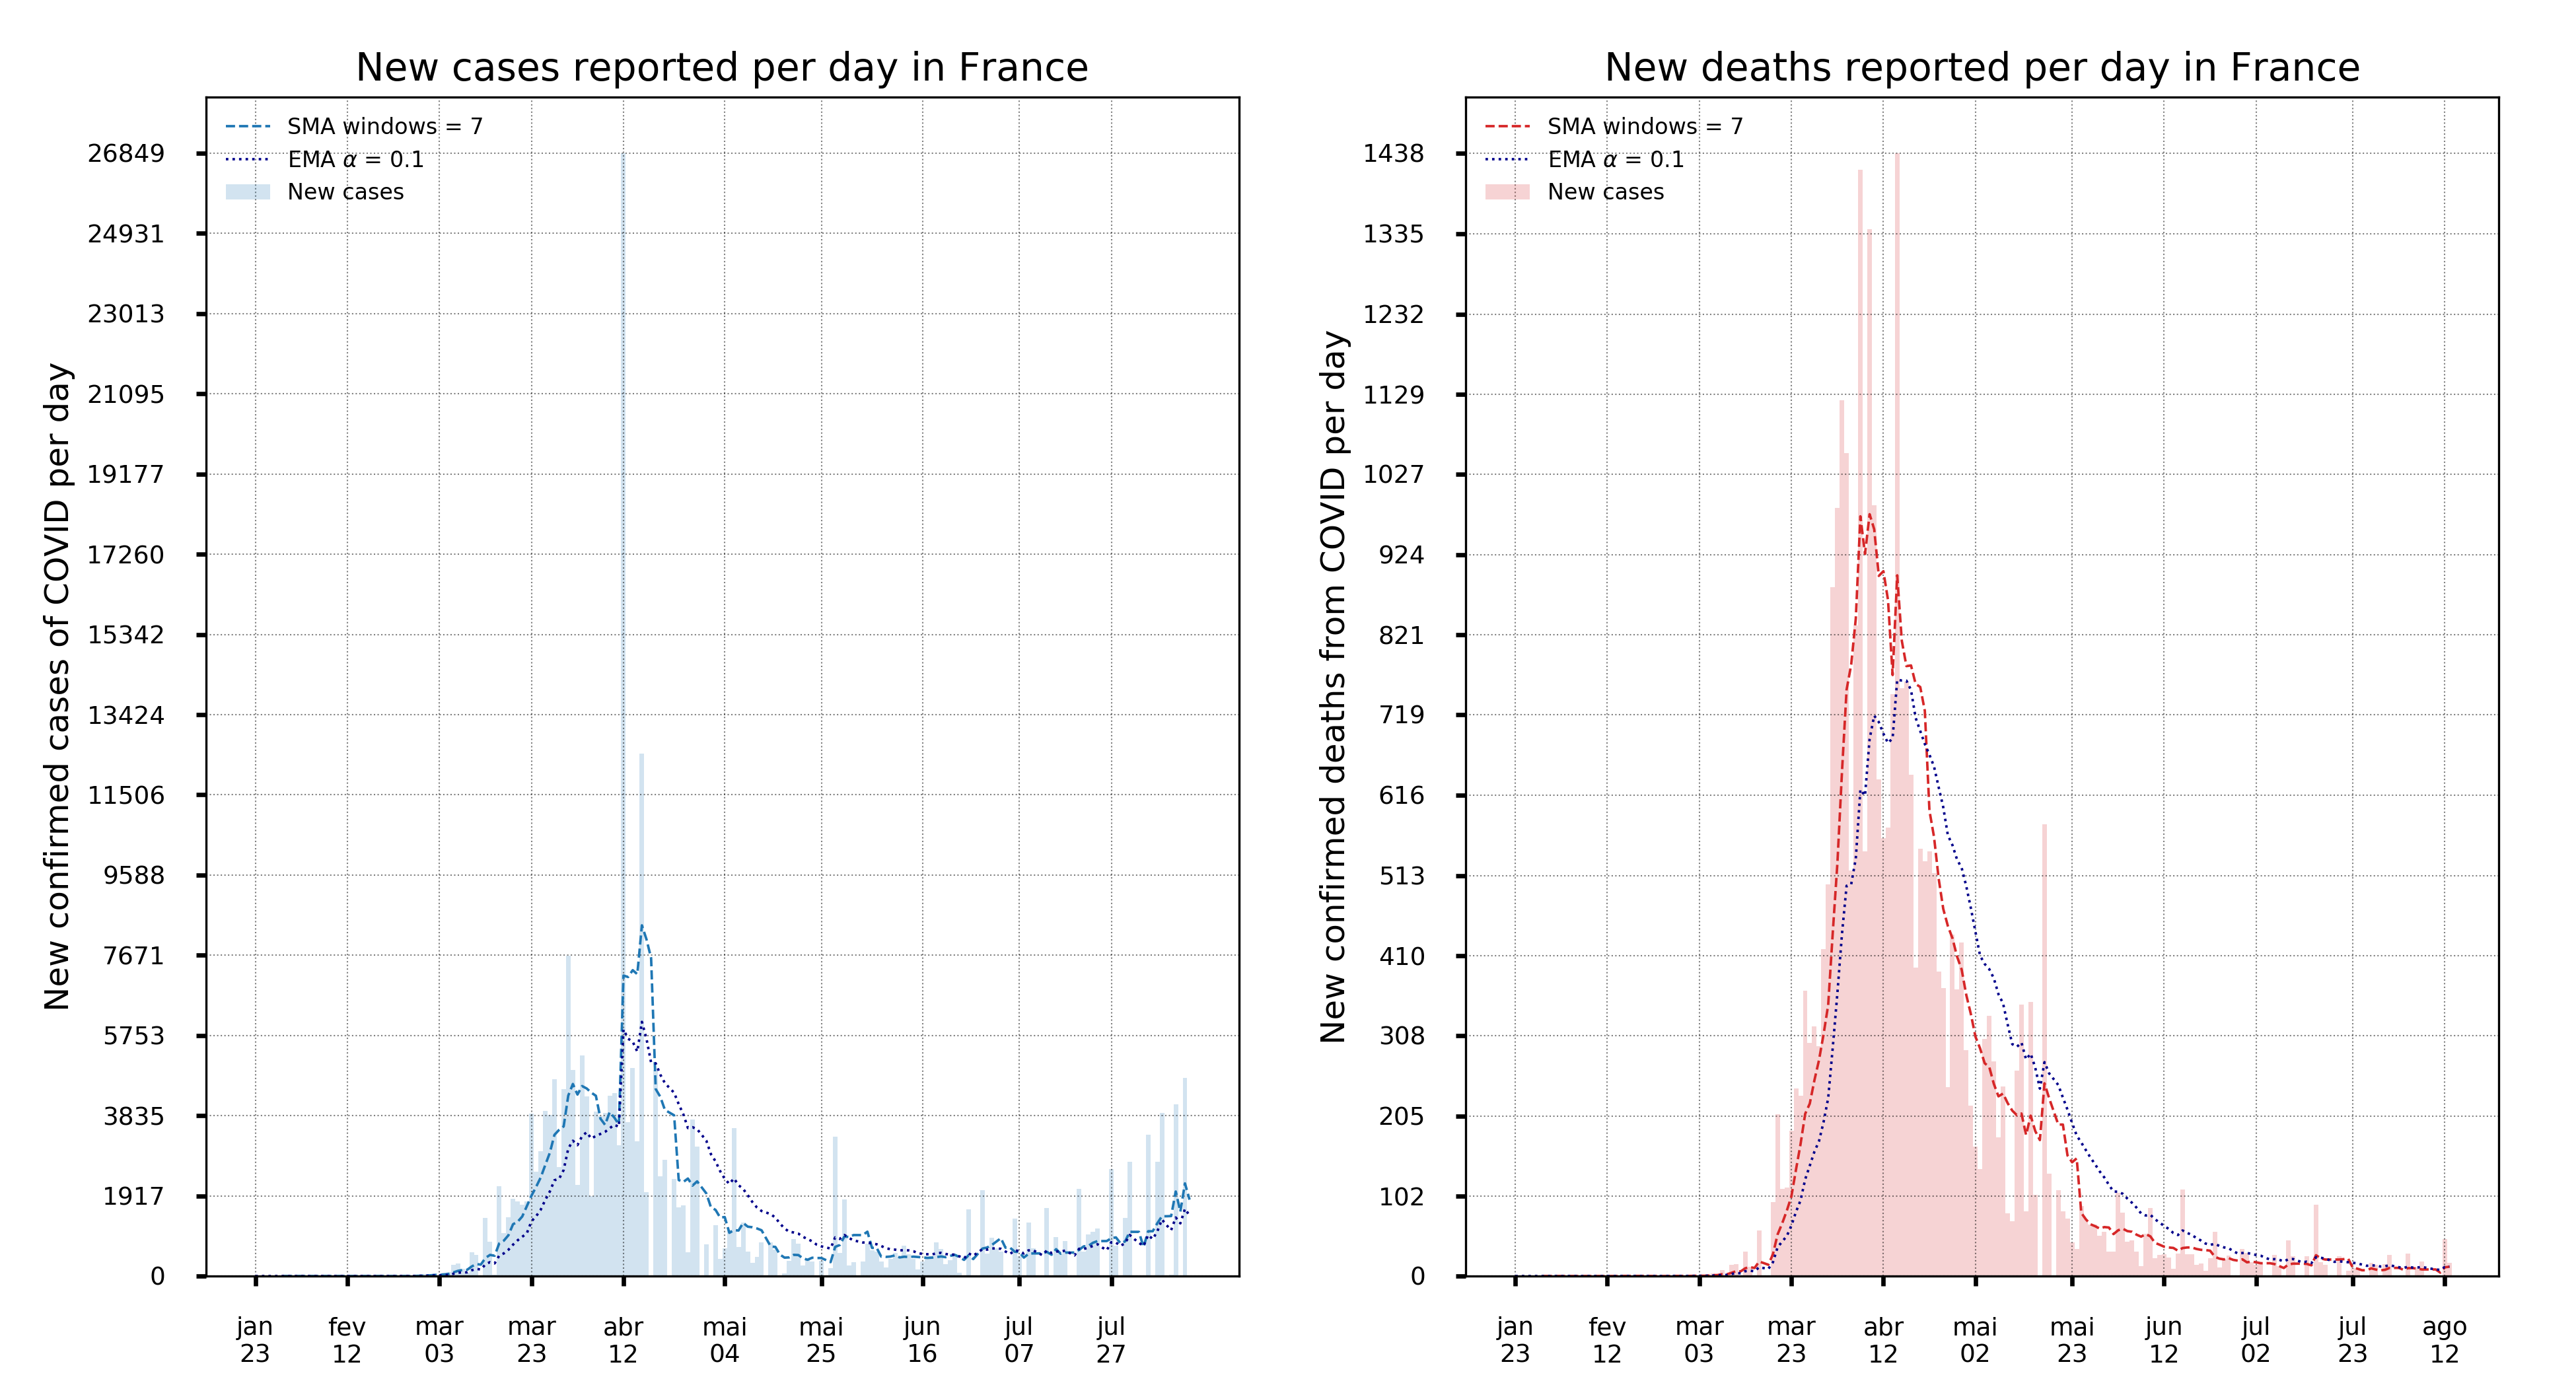 New cases reported per day in France
SMA windows = 7
EMA α = 0.1
New cases
New confirmed cases of COVID per day
26849
24931
23013
21095
19177
17260
15342
13424
11506
9588
7671
5753
3835
1917
0
jan 23
fev 12
mar 03
mar 23
abr 12
mai 04
mai 25
jun 16
jul 07
jul 27
New deaths reported per day in France
SMA windows = 7
EMA α = 0.1
New cases
New confirmed deaths from COVID per day
1438
1335
1232
1129
1027
924
821
719
616
513
410
308
205
102
0
jan 23
fev 12
mar 03
mar 23
abr 12
mai 02
mai 23
jun 12
jul 02
jul 23
ago 12